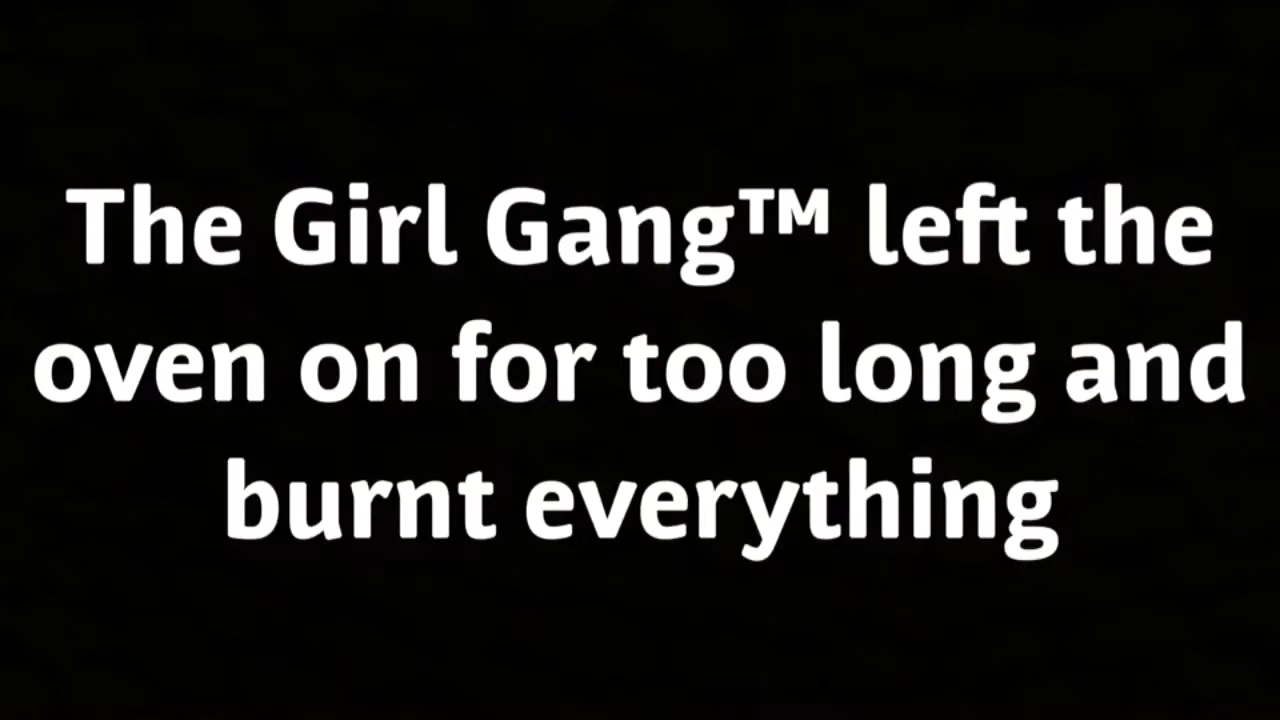 The Girl Gang™ left the
oven on for too long and
burnt everything